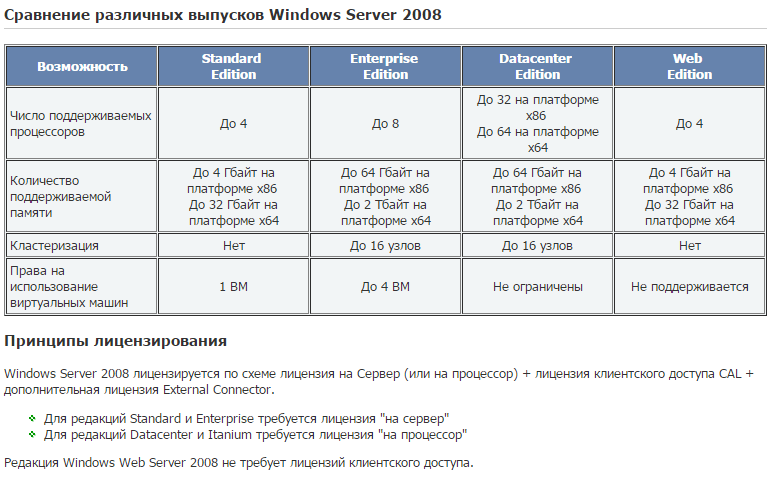 Сравнение различных выпусков Windows Server 2008
Возможность
Standard
Edition
Enterprise
Edition
Datacenter
Edition
Web
Edition
Число поддерживаемых
процессоров
До 4
До 8
До 32 на платформе
x86
До 64 на платформе
x64
До 4
Количество
поддерживаемой
памяти
До 4 Гбайт на
платформе x86
До 32 Гбайт на
платформе x64
До 64 Гбайт на
платформе x86
До 2 Тбайт на
платформе x64
До 64 Гбайт на
платформе x86
До 2 Тбайт на
платформе x64
До 4 Гбайт на
платформе x86
До 32 Гбайт на
платформе x64
Кластеризация
Нет
До 16 узлов
До 16 узлов
Нет
Права на
использование
виртуальных машин
1 ВМ
До 4 ВМ
Не ограничены
Не поддерживается
Принципы лицензирования
Windows Server 2008 лицензируется по схеме лицензия на Сервер (или на процессор) + лицензия клиентского доступа CAL +
дополнительная лицензия External Connector.
Для редакций Standard и Enterprise требуется лицензия "на сервер"
Для редакций Datacenter и Itanium требуется лицензия "на процессор"
Редакция Windows Web Server 2008 не требует лицензий клиентского доступа.